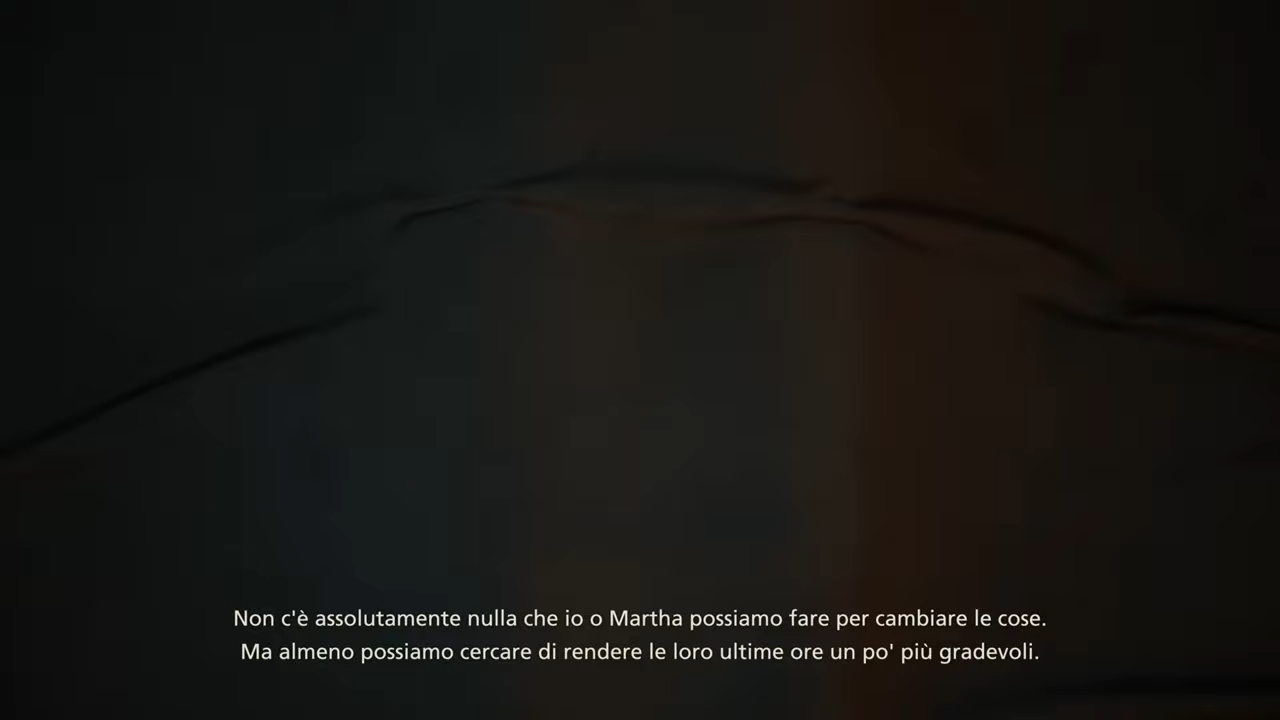 Non c'è assolutamente nulla che io o Martha possiamo fare per cambiare le cose.
Ma almeno possiamo cercare di rendere le loro ultime ore un po' più gradevoli.